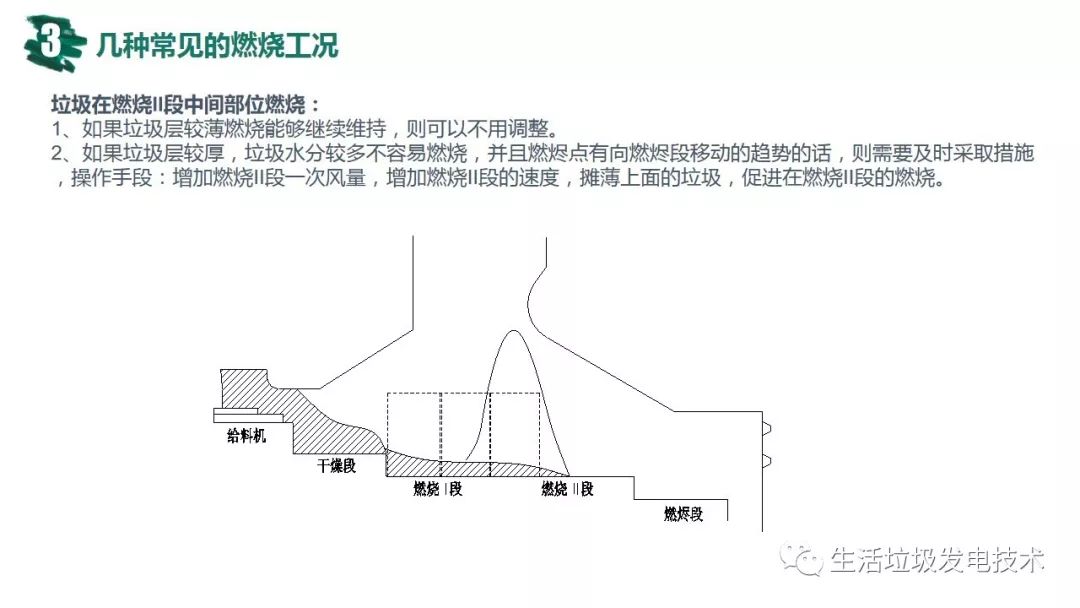 3 几种常见的燃烧工况
垃圾在燃烧II段中间部位燃烧：
1、如果垃圾层较薄燃烧能够继续维持，则可以不用调整。
2、如果垃圾层较厚，垃圾水分较多不容易燃烧，并且燃烬点有向燃烬段移动的趋势的话，则需要及时采取措施
，操作手段：增加燃烧II段一次风量，增加燃烧II段的速度，摊薄上面的垃圾，促进在燃烧II段的燃烧。
给料机
干燥段
燃烧 I段 燃烧 II段
燃烬段
生活垃圾发电技术